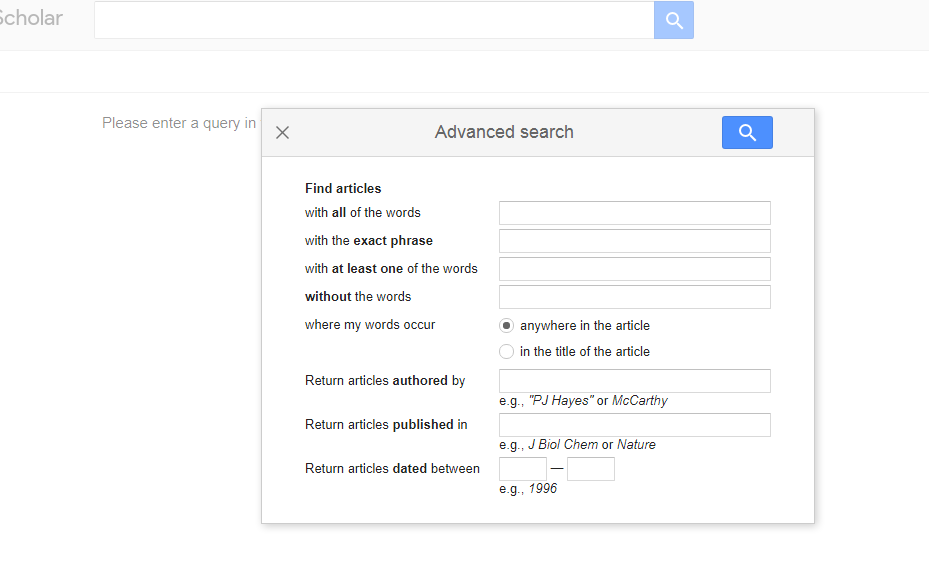 Scholar
Please enter a query in
Advanced search
Find articles
with all of the words
with the exact phrase
with at least one of the words
without the words
where my words occur
anywhere in the article
in the title of the article
Return articles authored by
e.g., "PJ Hayes" or McCarthy
Return articles published in
e.g., J Biol Chem or Nature
Return articles dated between
—
e.g., 1996